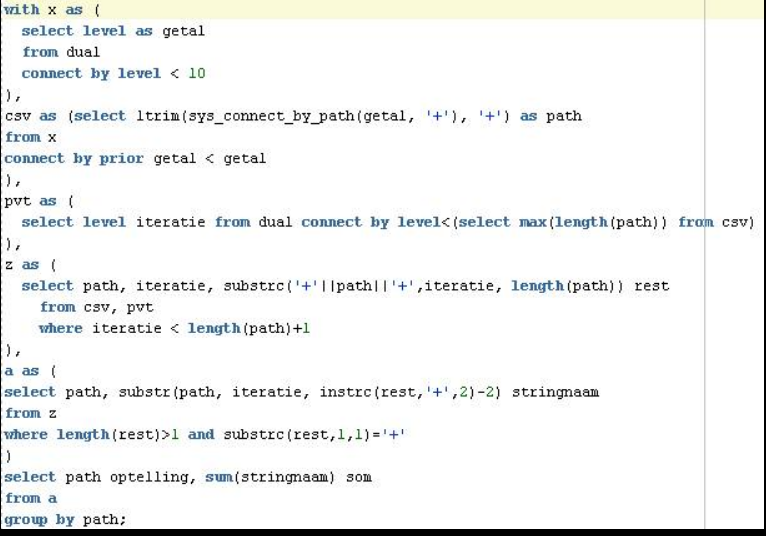 with x as (
select level as getal
from dual
connect by level < 10
),
csv as (select ltrim(sys_connect_by_path(getal, '+'), '+') as path
from x
connect by prior getal < getal
),
pvt as (
select level iteratie from dual connect by level<(select max(length(path)) from csv)
),
z as (
select path, iteratie, substrc('+'||path||'+',iteratie, length(path)) rest
from csv, pvt
where iteratie < length(path)+1
),
a as (
select path, substr(path, iteratie, instrc(rest,'+',2)-2) stringnaam
from z
where length(rest)>1 and substrc(rest,1,1)='+'
)
select path optelling, sum(stringnaam) som
from a
group by path;